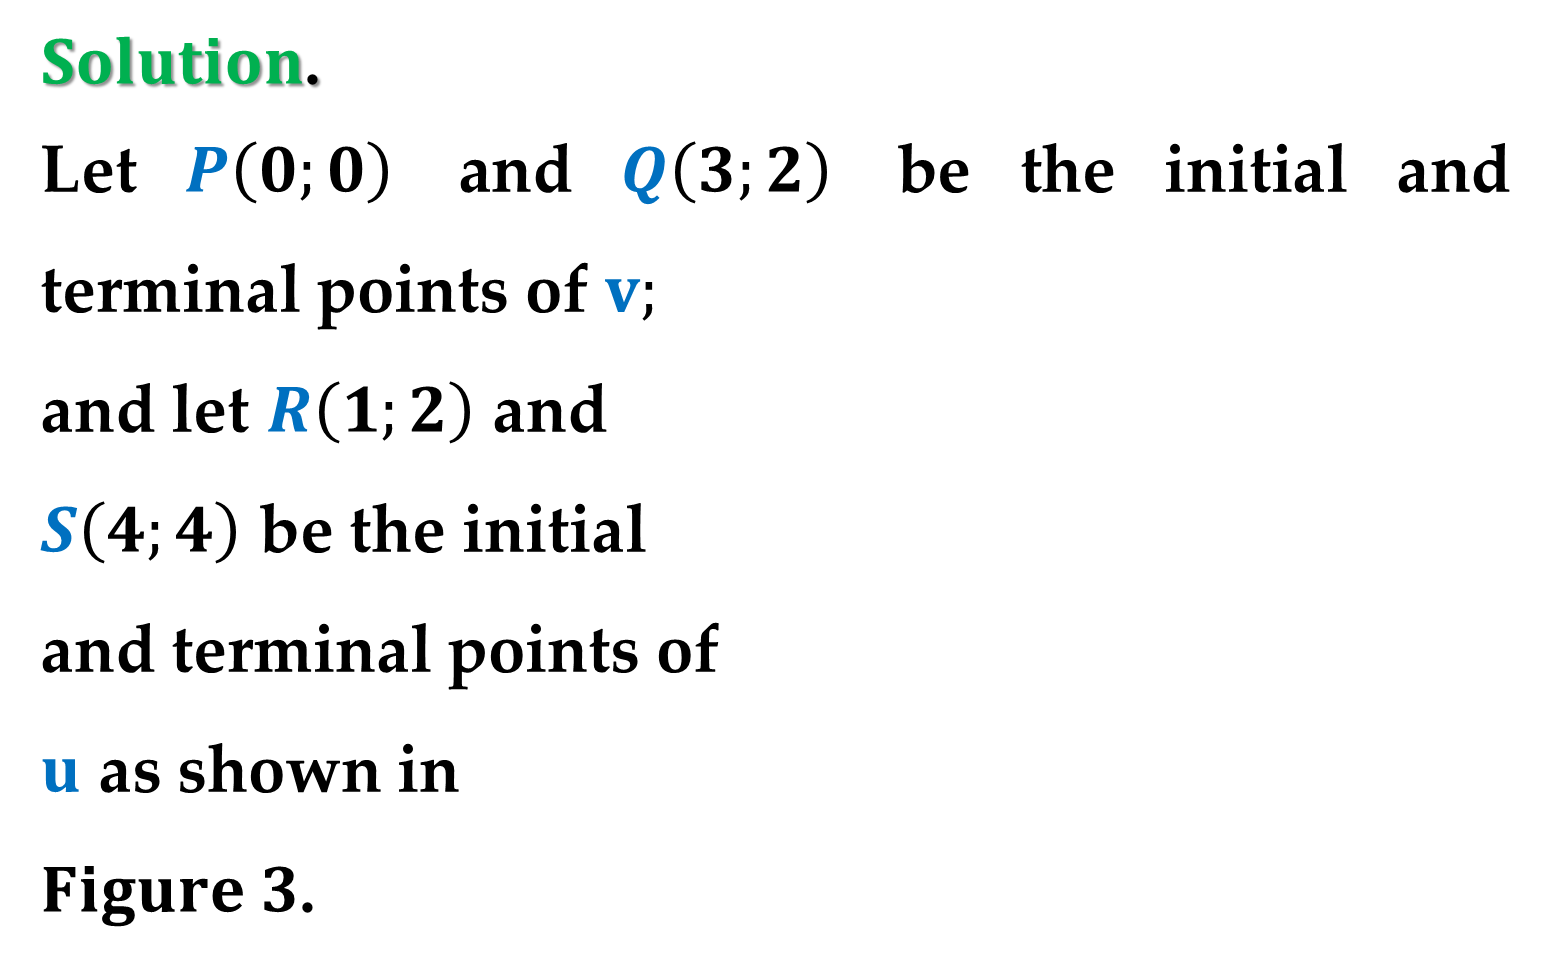 Solution.
Let P(0; 0) and Q(3; 2) be the initial and
terminal points of v;
and let R(1; 2) and
S(4; 4) be the initial
and terminal points of
u as shown in
Figure 3.